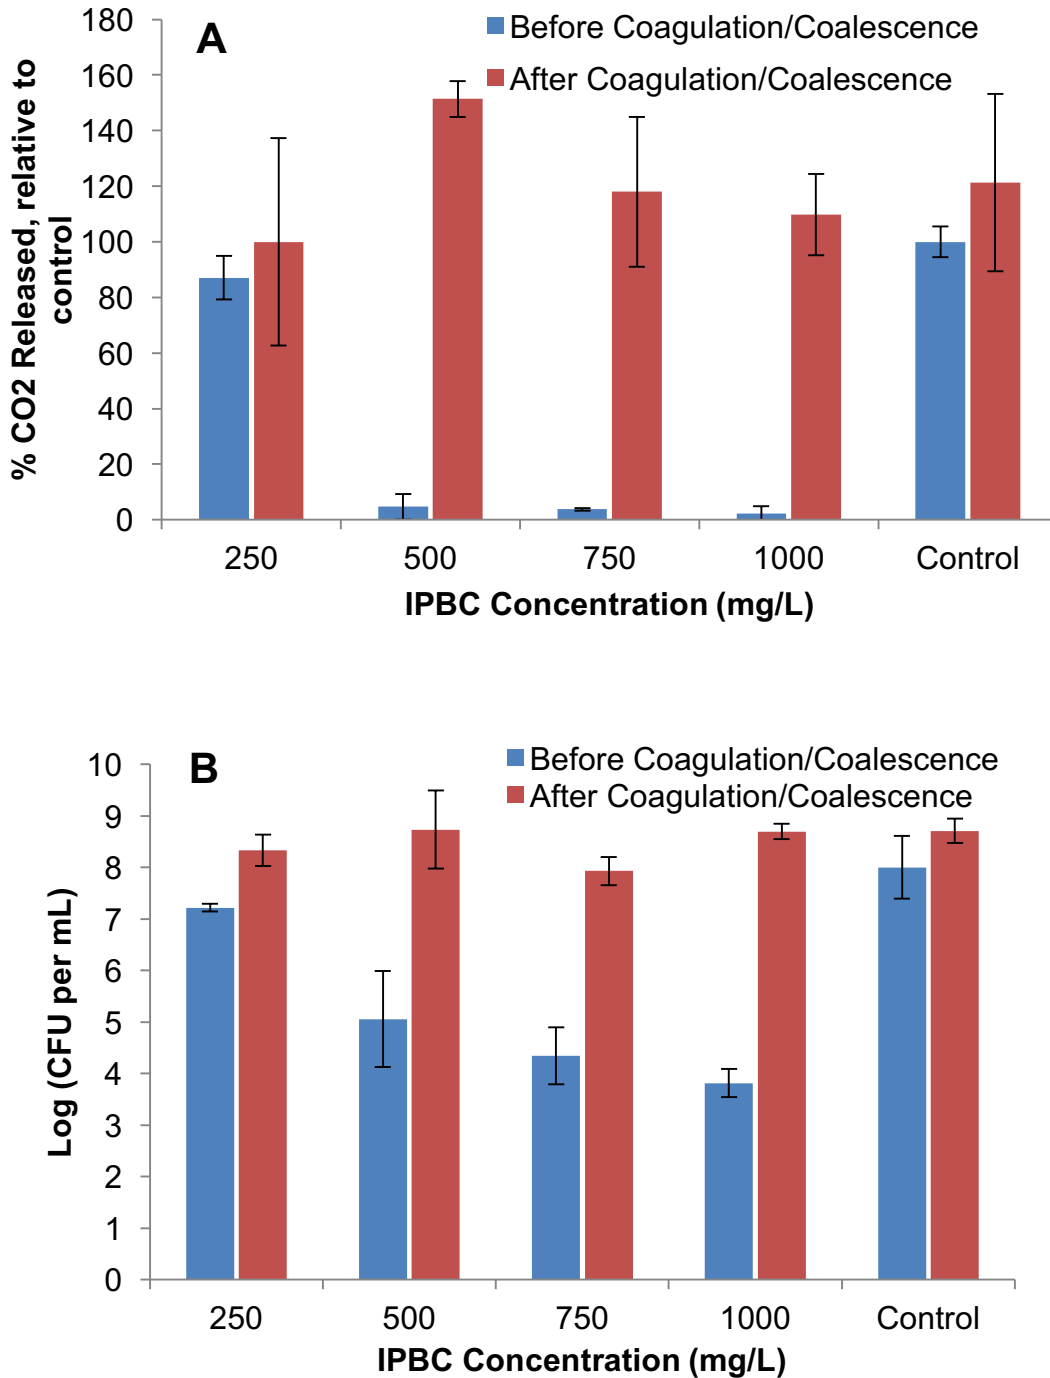 A
Before Coagulation/Coalescence
After Coagulation/Coalescence
% CO2 Released, relative to
control
180
160
140
120
100
80
60
40
20
0
250 500 750 1000 Control
IPBC Concentration (mg/L)
B
Before Coagulation/Coalescence
After Coagulation/Coalescence
Log (CFU per mL)
10
9
8
7
6
5
4
3
2
1
0
250 500 750 1000 Control
IPBC Concentration (mg/L)